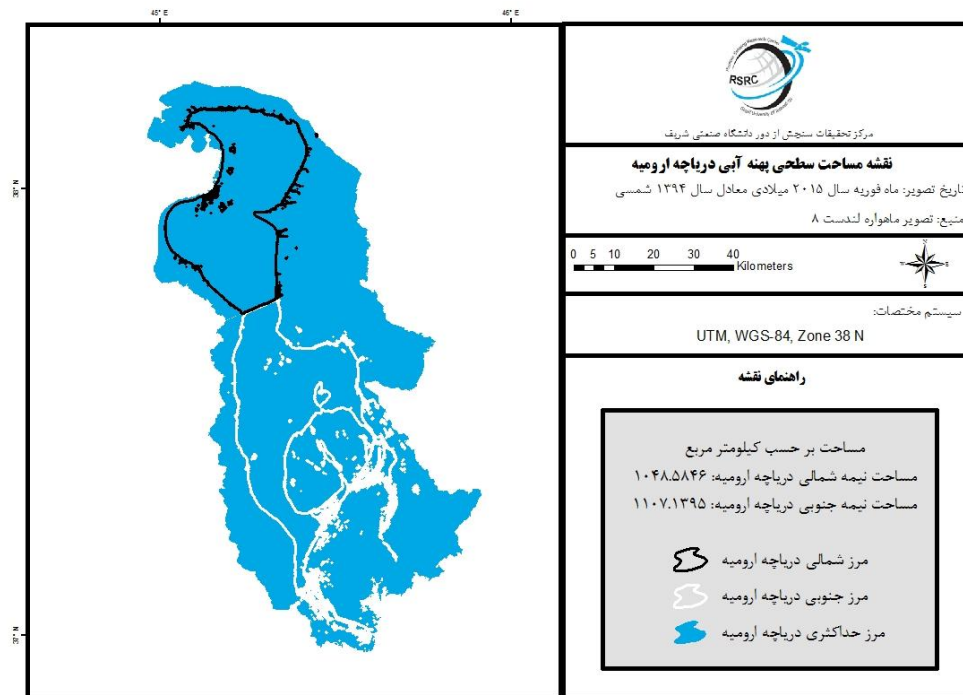 45° E
46° E
38° N
37° N
RSRC
مرکز تحقیقات سنجش از دور دانشگاه صنعتی شریف
نقشه مساحت سطحی پهنه آبی دریاچه ارومیه
تاریخ تصویر: ماه فوریه سال ۲۰۱۵ میلادی معادل سال ۱۳۹۴ شمسی
منبع: تصویر ماهواره لندست ۸
0 5 10 20 30 40
Kilometers
سیستم مختصات:
UTM, WGS-84, Zone 38 N
راهنمای نقشه
مساحت بر حسب کیلومتر مربع
مساحت نیمه شمالی دریاچه ارومیه: ۱۰۴۸.۵۸۴۶
مساحت نیمه جنوبی دریاچه ارومیه: ۱۱۰۷.۱۳۹۵
مرز شمالی دریاچه ارومیه
مرز جنوبی دریاچه ارومیه
مرز حداکثری دریاچه ارومیه